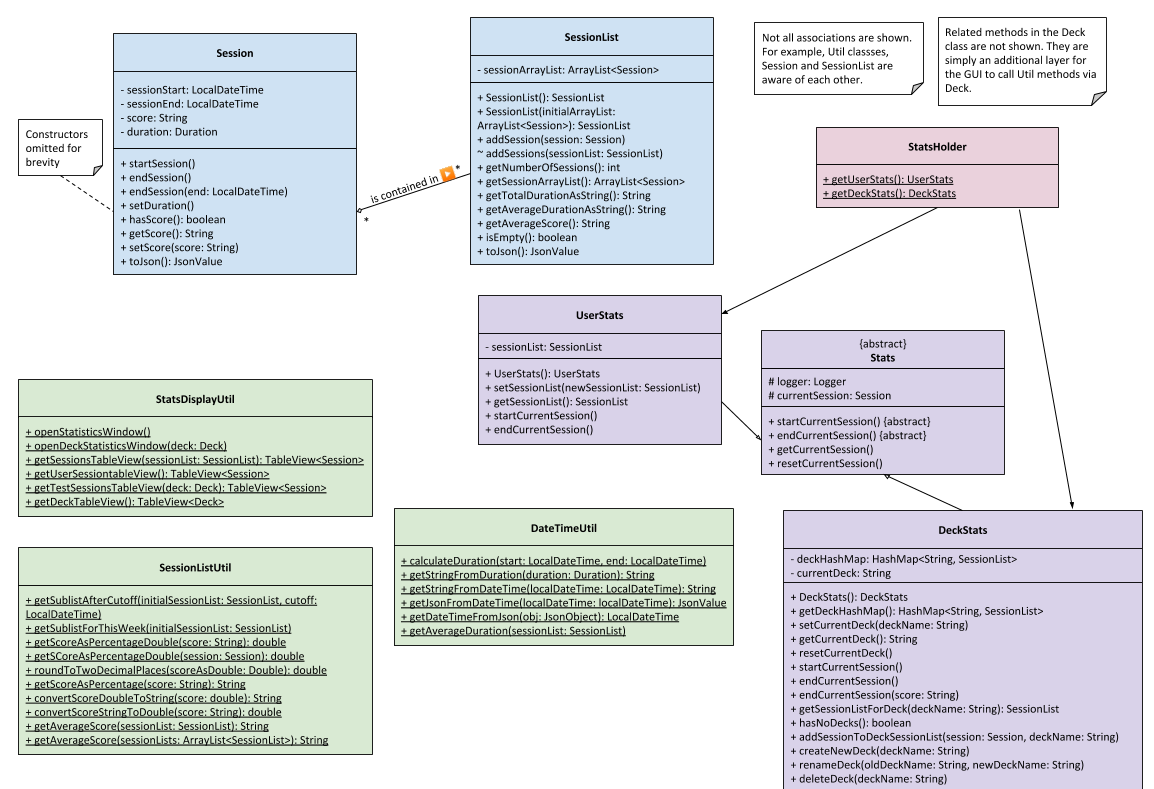 Session
- sessionStart: LocalDateTime
- sessionEnd: LocalDateTime
- score: String
- duration: Duration
+ startSession()
+ endSession()
+ endSession(end: LocalDateTime)
+ setDuration()
+ hasScore(): boolean
+ getScore(): String
+ setScore(score: String)
+ toJson(): JsonValue
Constructors
omitted for
brevity
is contained in ▶ *
*
SessionList
- sessionArrayList: ArrayList<Session>
+ SessionList(): SessionList
+ SessionList(initialArrayList:
ArrayList<Session>): SessionList
+ addSession(session: Session)
~ addSessions(sessionList: SessionList)
+ getNumberOfSessions(): int
+ getSessionArrayList(): ArrayList<Session>
+ getTotalDurationAsString(): String
+ getAverageDurationAsString(): String
+ getAverageScore(): String
+ isEmpty(): boolean
+ toJson(): JsonValue
Not all associations are shown.
For example, Util classses,
Session and SessionList are
aware of each other.
Related methods in the Deck
class are not shown. They are
simply an additional layer for
the GUI to call Util methods via
Deck.
StatsHolder
+ getUserStats(): UserStats
+ getDeckStats(): DeckStats
UserStats
- sessionList: SessionList
+ UserStats(): UserStats
+ setSessionList(newSessionList: SessionList)
+ getSessionList(): SessionList
+ startCurrentSession()
+ endCurrentSession()
{abstract}
Stats
# logger: Logger
# currentSession: Session
+ startCurrentSession() {abstract}
+ endCurrentSession() {abstract}
+ getCurrentSession()
+ resetCurrentSession()
StatsDisplayUtil
+ openStatisticsWindow()
+ openDeckStatisticsWindow(deck: Deck)
+ getSessionsTableView(sessionList: SessionList): TableView<Session>
+ getUserSessiontableView(): TableView<Session>
+ getTestSessionsTableView(deck: Deck): TableView<Session>
+ getDeckTableView(): TableView<Deck>
SessionListUtil
+ getSublistAfterCutoff(initialSessionList: SessionList, cutoff:
LocalDateTime)
+ getSublistForThisWeek(initialSessionList: SessionList)
+ getScoreAsPercentageDouble(score: String): double
+ getSCoreAsPercentageDouble(session: Session): double
+ roundToTwoDecimalPlaces(scoreAsDouble: Double): double
+ getScoreAsPercentage(score: String): String
+ convertScoreDoubleToString(score: double): String
+ convertScoreStringToDouble(score: String): double
+ getAverageScore(sessionList: SessionList): String
+ getAverageScore(sessionLists: ArrayList<SessionList>): String
DateTimeUtil
+ calculateDuration(start: LocalDateTime, end: LocalDateTime)
+ getStringFromDuration(duration: Duration): String
+ getStringFromDateTime(localDateTime: LocalDateTime): String
+ getJsonFromDateTime(localDateTime: localDateTime): JsonValue
+ getDateTimeFromJson(obj: JsonObject): LocalDateTime
+ getAverageDuration(sessionList: SessionList)
DeckStats
- deckHashMap: HashMap<String, SessionList>
- currentDeck: String
+ DeckStats(): DeckStats
+ getDeckHashMap(): HashMap<String, SessionList>
+ setCurrentDeck(deckName: String)
+ getCurrentDeck(): String
+ resetCurrentDeck()
+ startCurrentSession()
+ endCurrentSession()
+ endCurrentSession(score: String)
+ getSessionListForDeck(deckName: String): SessionList
+ hasNoDecks(): boolean
+ addSessionToDeckSessionList(session: Session, deckName: String)
+ createNewDeck(deckName: String)
+ renameDeck(oldDeckName: String, newDeckName: String)
+ deleteDeck(deckName: String)